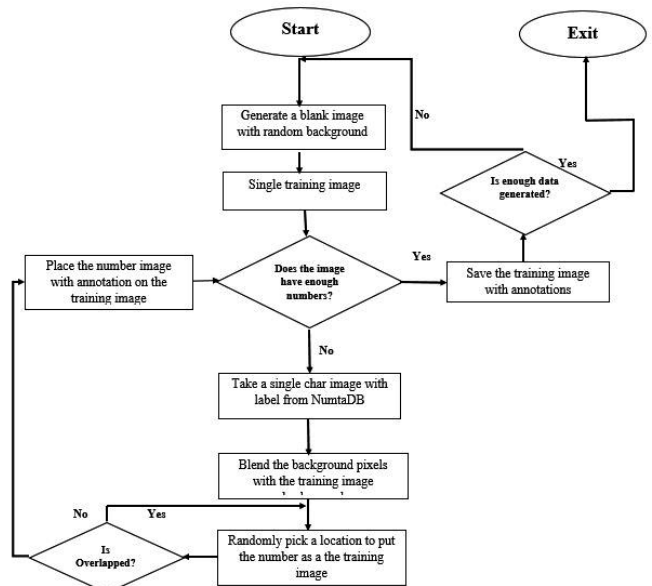 Start
Exit
Generate a blank image
with random background
No
Yes
Is enough data
generated?
Single training image
Place the number image
with annotation on the
training image
Does the image
have enough
numbers?
Yes
Save the training image
with annotations
No
Take a single char image with
label from NumtaDB
Blend the background pixels
with the training image
No
Yes
Is
Overlapped?
Randomly pick a location to put
the number as a the training
image